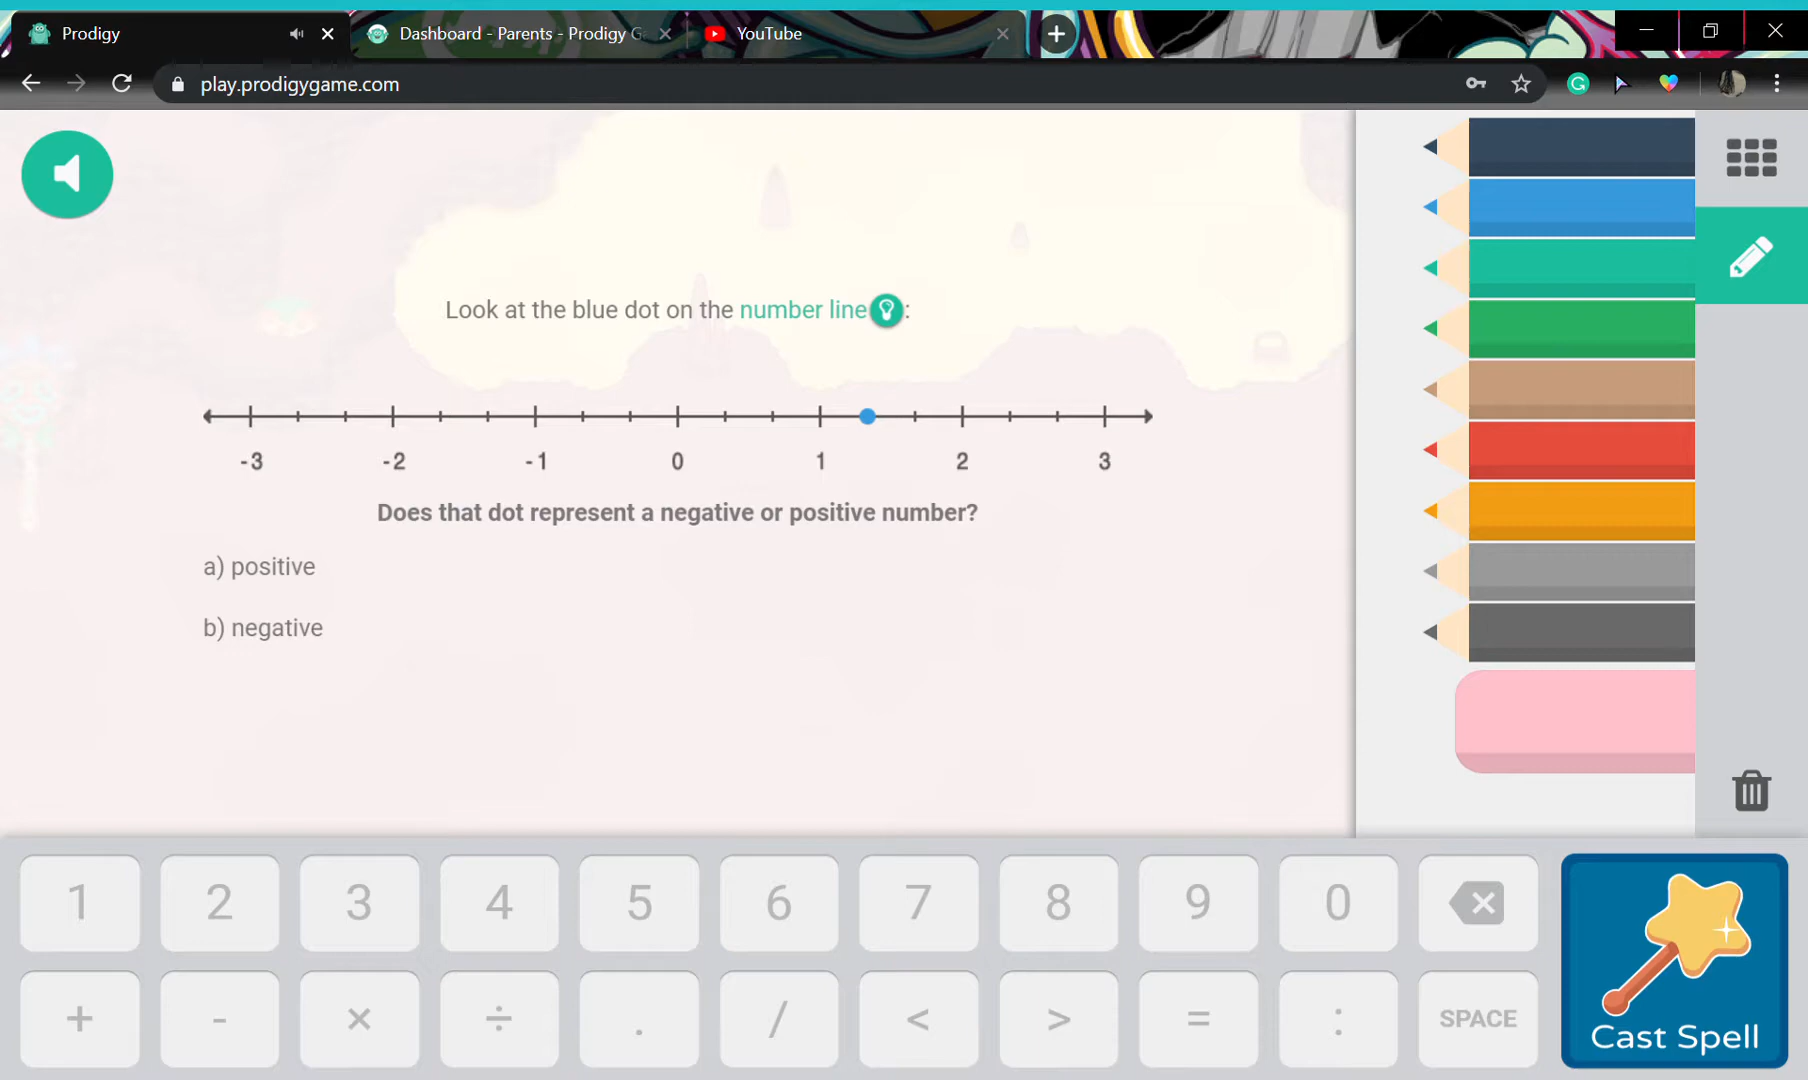 Prodigy
Dashboard - Parents - Prodigy G
YouTube
play.prodigygame.com
Look at the blue dot on the number line:
-3 -2 -1 0 1 2 3
Does that dot represent a negative or positive number?
a) positive
b) negative
1 2 3 4 5 6 7 8 9 0
+ - × ÷ . / < > = : SPACE
Cast Spell